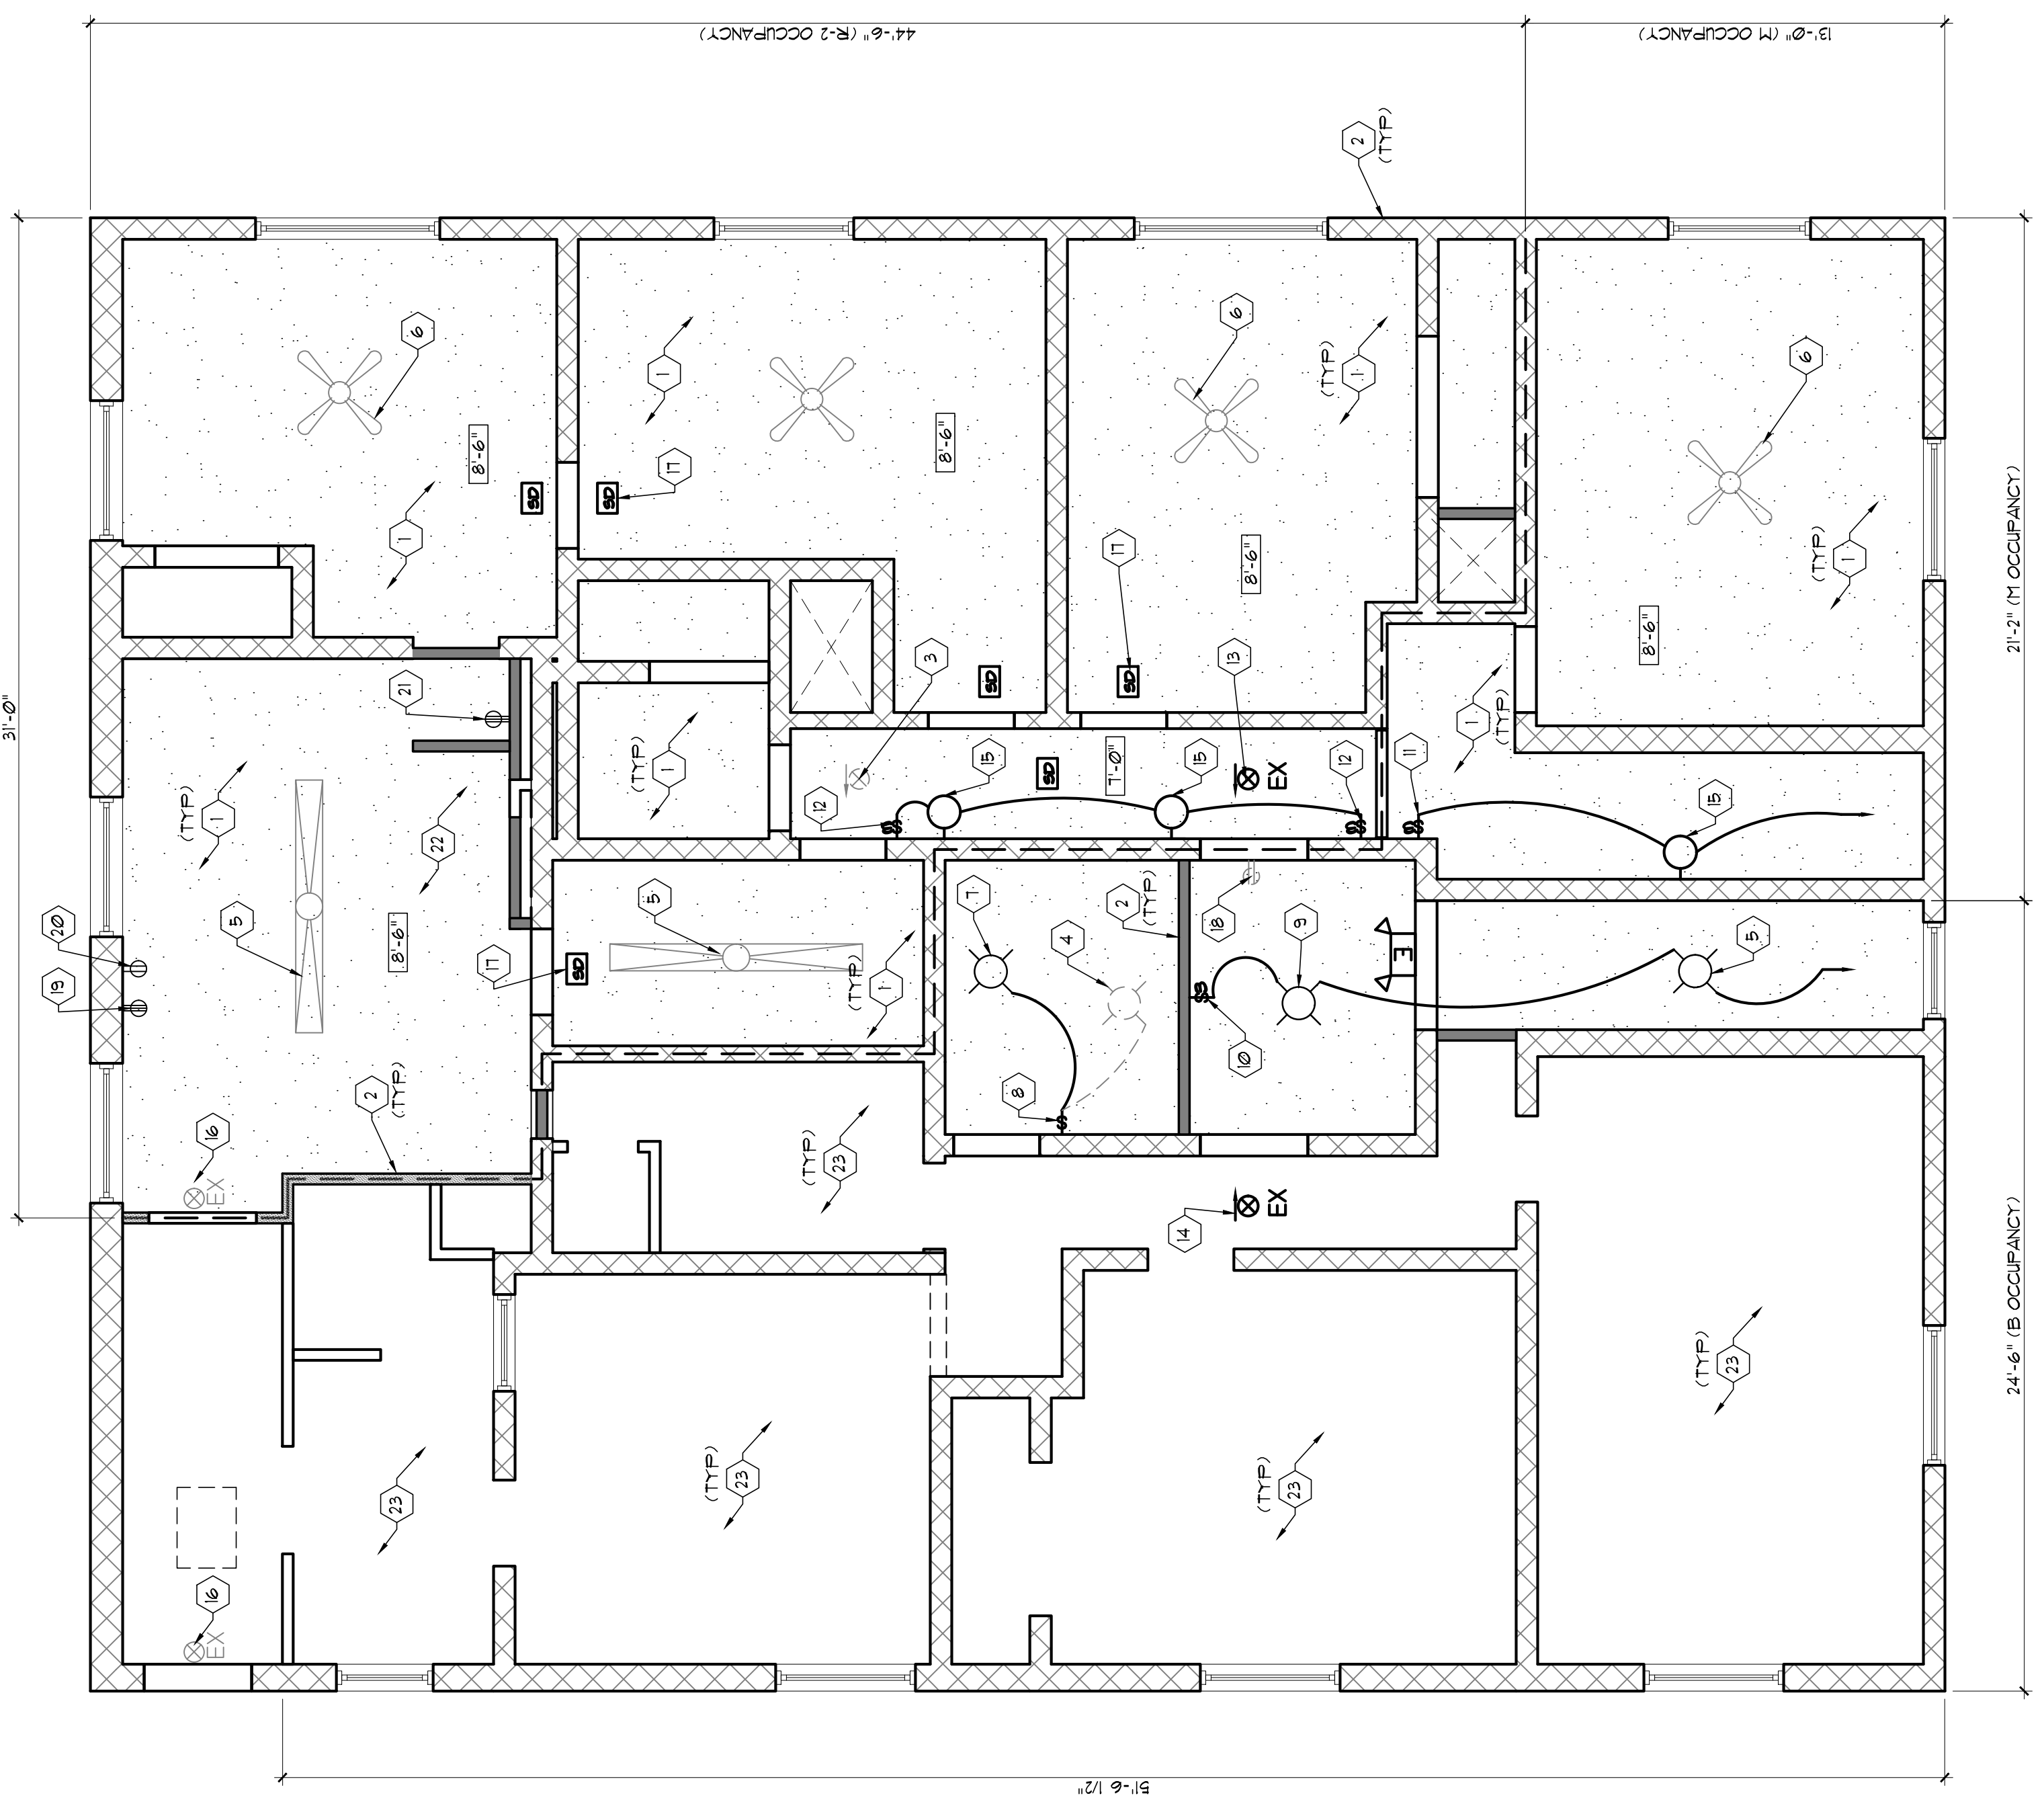 44'-6" (R-2 OCCUPANCY)
13'-0" (M OCCUPANCY)
2
(TYP)
31'-0"
6
1
8'-6"
SD
1
17
SD
8'-6"
6
(TYP)
1
17
8'-6"
6
(TYP)
1
8'-6"
21'-2" (M OCCUPANCY)
21
(TYP)
1
22
5
8'-6"
20
19
3
SD
SD
13
(TYP)
1
15
SD
7'-0"
15
EX
12
12
11
(TYP)
1
15
17
SD
5
(TYP)
1
7
4
2
(TYP)
18
9
E
5
$
8
$3
10
2
(TYP)
16
EX
(TYP)
23
14
EX
24'-6" (B OCCUPANCY)
23
(TYP)
23
(TYP)
23
(TYP)
23
16
EX
51'-6 1/2"